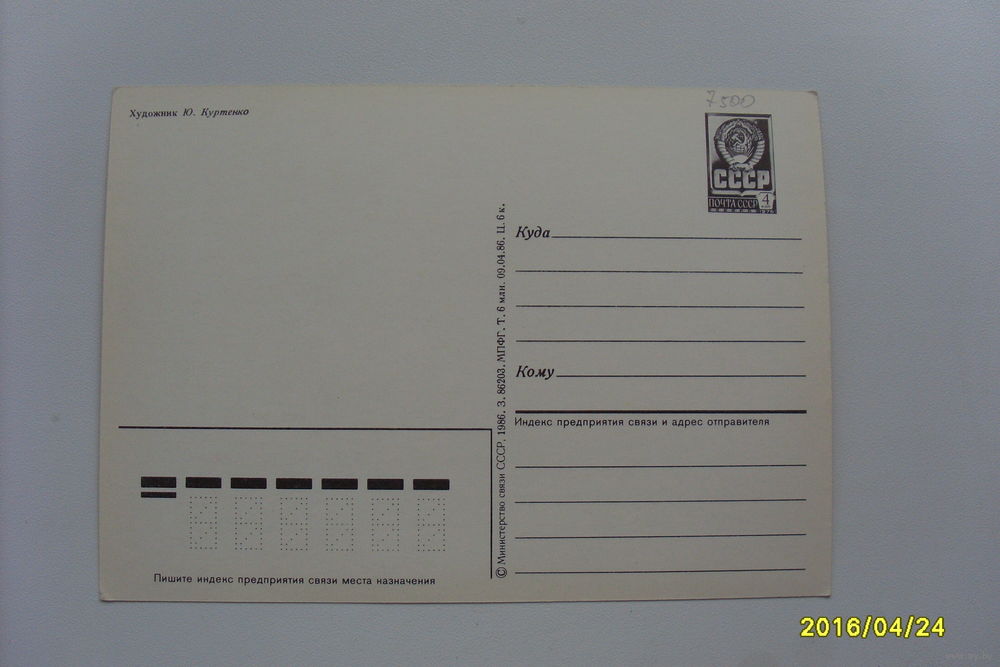 Художник Ю. Куртенко
7500
СССР
ПОЧТА СССР 4
Куда
Кому
Индекс предприятия связи и адрес отправителя
© Министерство связи СССР, 1986. З. 86203. МПФГ. Т. 6 млн. 09.04.86. Ц. 6 к.
Пишите индекс предприятия связи места назначения
2016/04/24